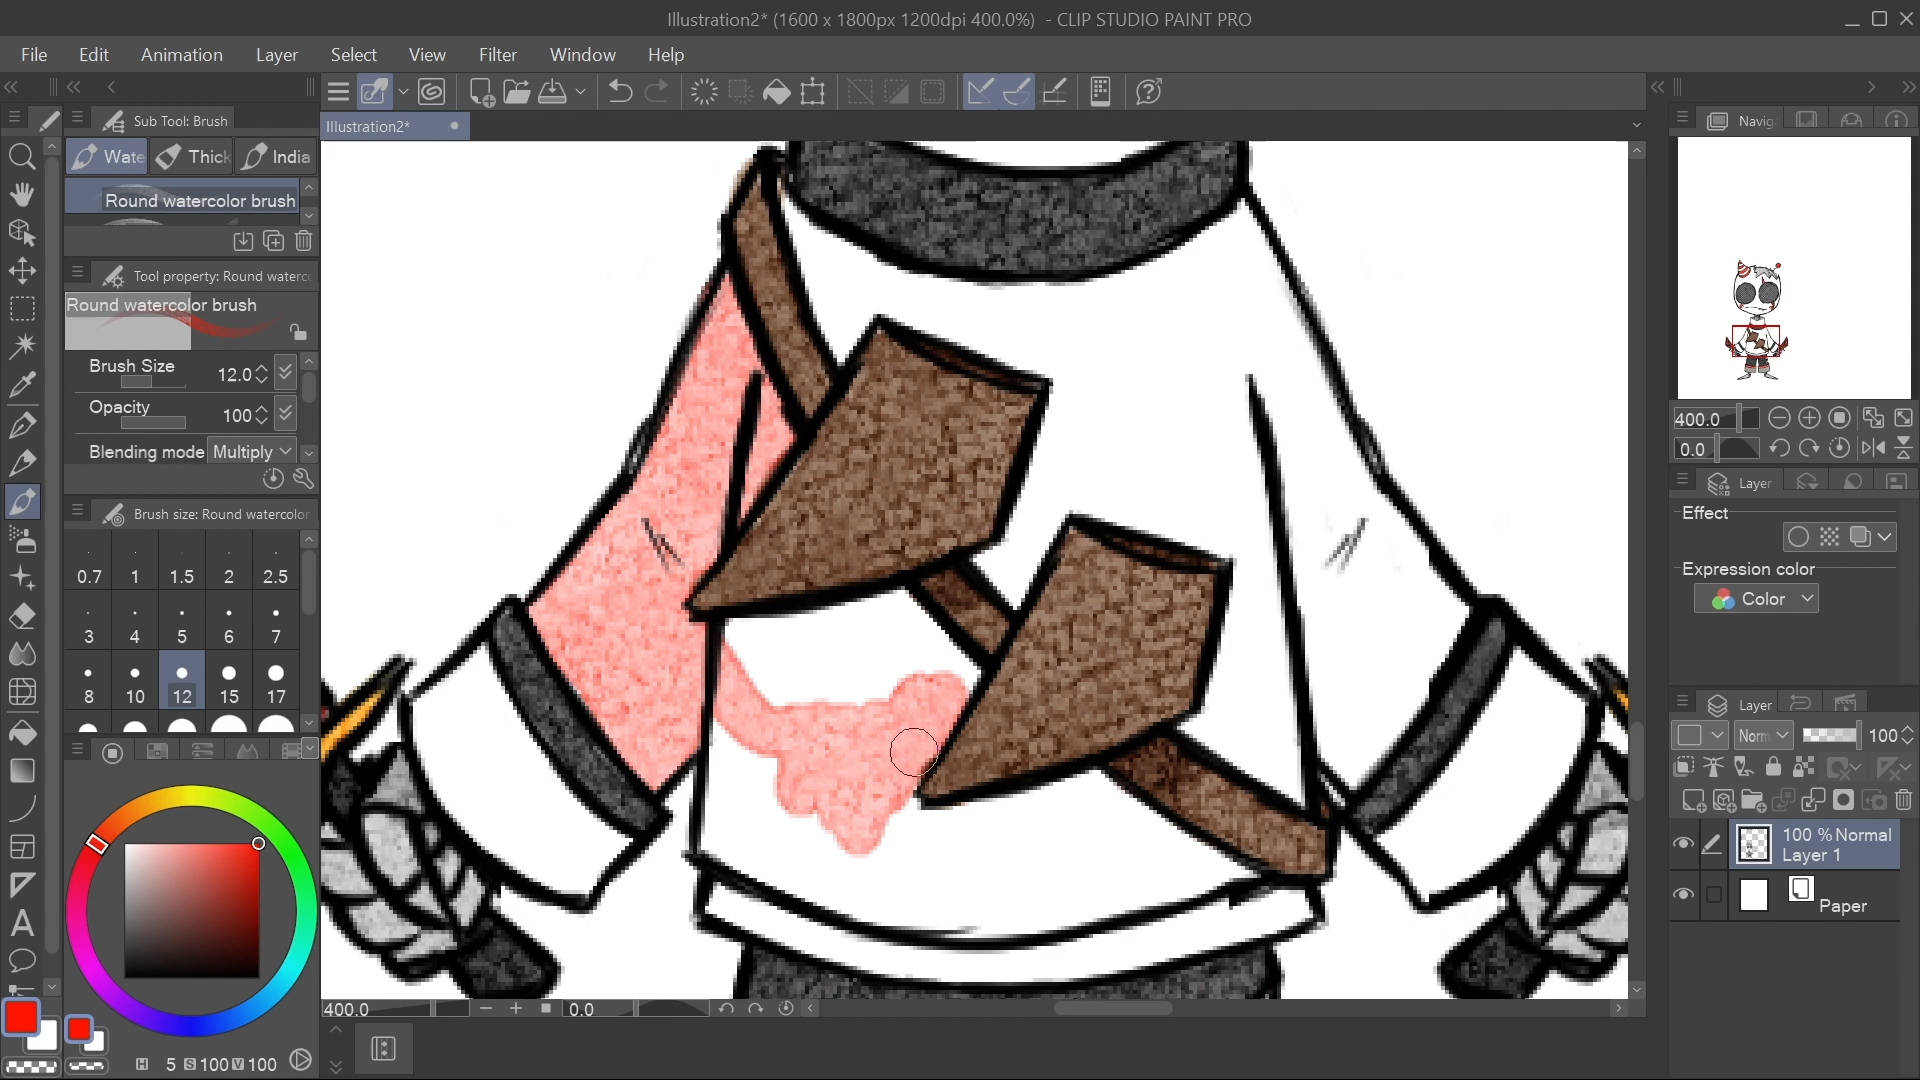 Illustration2* (1600 x 1800px 1200dpi 400.0%) - CLIP STUDIO PAINT PRO
File Edit Animation Layer Select View Filter Window Help
Sub Tool: Brush
Illustration2*
Navig
Wate Thick India
Round watercolor brush
Tool property: Round waterco
Round watercolor brush
Brush Size 12.0
Opacity 100
Blending mode Multiply
400.0
0.0
Layer
Brush size: Round watercolor
Effect
0.7 1 1.5 2 2.5
Expression color
Color
3 4 5 6 7
8 10 12 15 17
Layer
Norm 100
100 % Normal
Layer 1
Paper
400.0 0.0
H 5 S 100 V 100